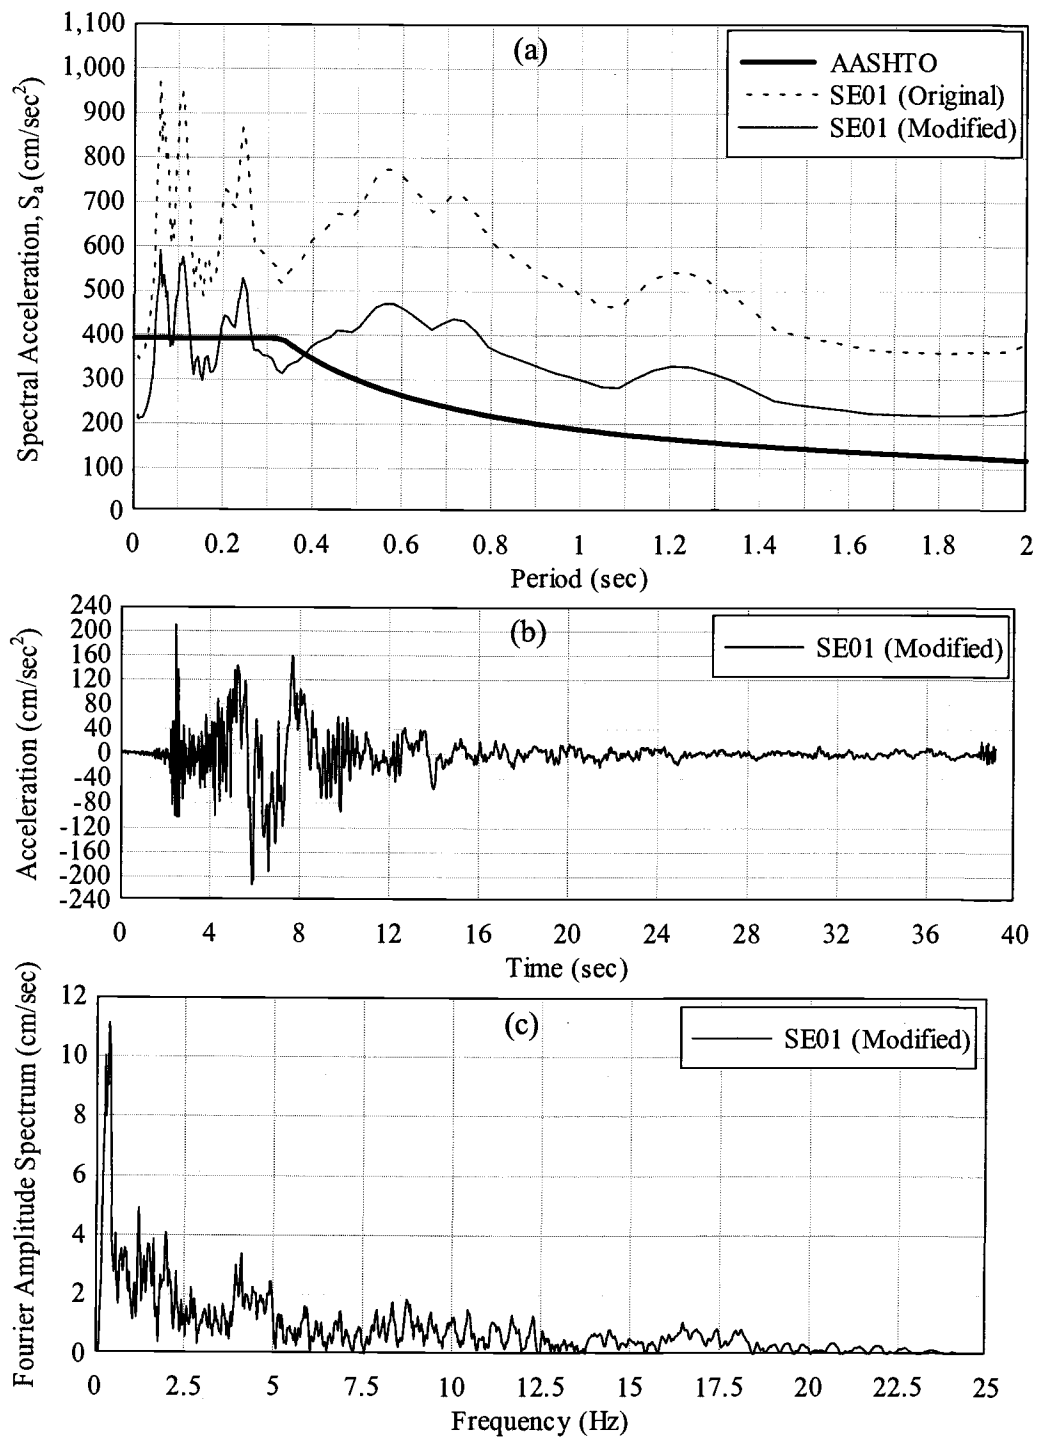 (a)
AASHTO
SE01 (Original)
SE01 (Modified)
Spectral Acceleration, Sa (cm/sec2)
1,100
1,000
900
800
700
600
500
400
300
200
100
0
0 0.2 0.4 0.6 0.8 1 1.2 1.4 1.6 1.8 2
Period (sec)
(b)
SE01 (Modified)
Acceleration (cm/sec2)
240
200
160
120
80
40
0
-40
-80
-120
-160
-200
-240
0 4 8 12 16 20 24 28 32 36 40
Time (sec)
(c)
SE01 (Modified)
Fourier Amplitude Spectrum (cm/sec)
12
10
8
6
4
2
0
0 2.5 5 7.5 10 12.5 15 17.5 20 22.5 25
Frequency (Hz)